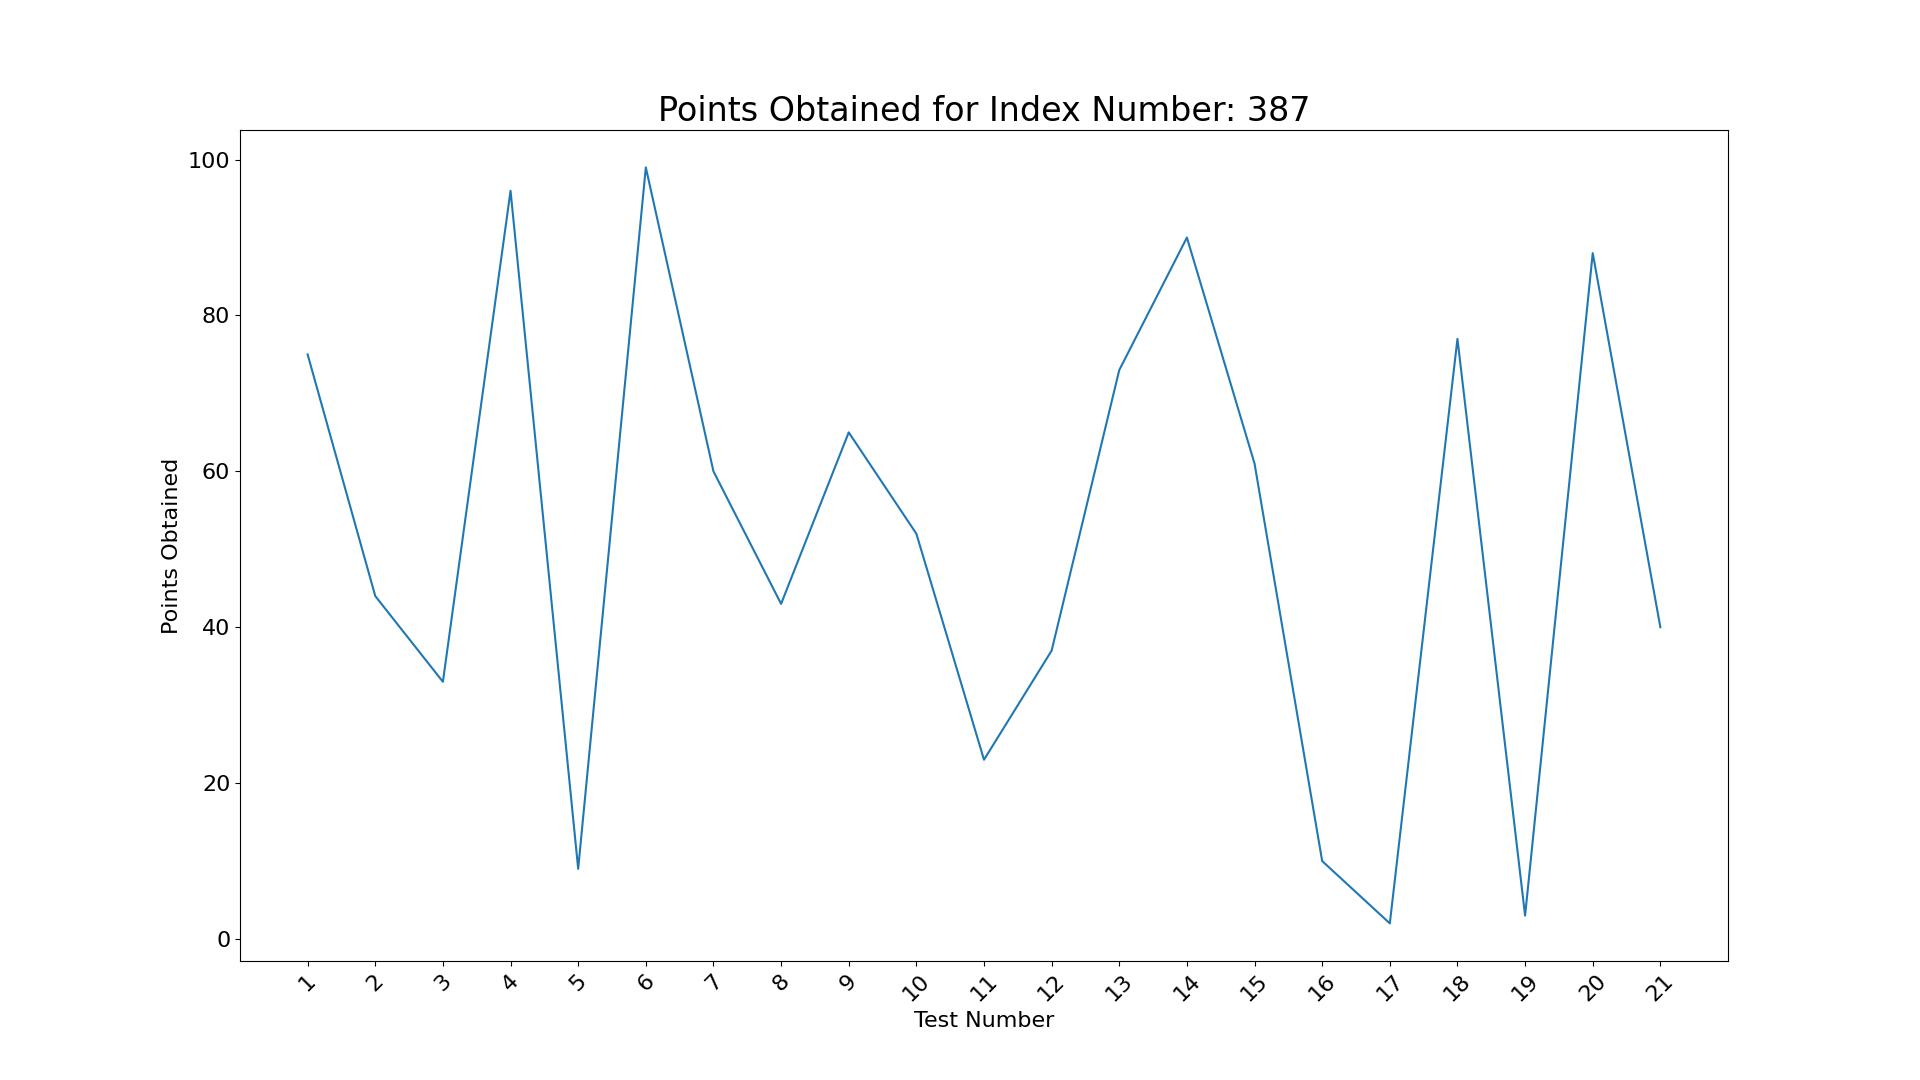 Points Obtained for Index Number: 387
Points Obtained
100
80
60
40
20
0
1 2 3 4 5 6 7 8 9 10 11 12 13 14 15 16 17 18 19 20 21
Test Number